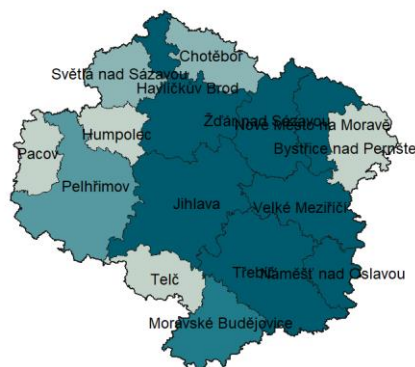 Chotěboř
Světlá nad Sázavou
Havlíčkův Brod
Žďár nad Sázavou
Nové Město na Moravě
Humpolec
Pacov
Bystřice nad Pernšte
Pelhřimov
Jihlava
Velké Meziříčí
Telč
Třebíč
Náměšť nad Oslavou
Moravské Budějovice